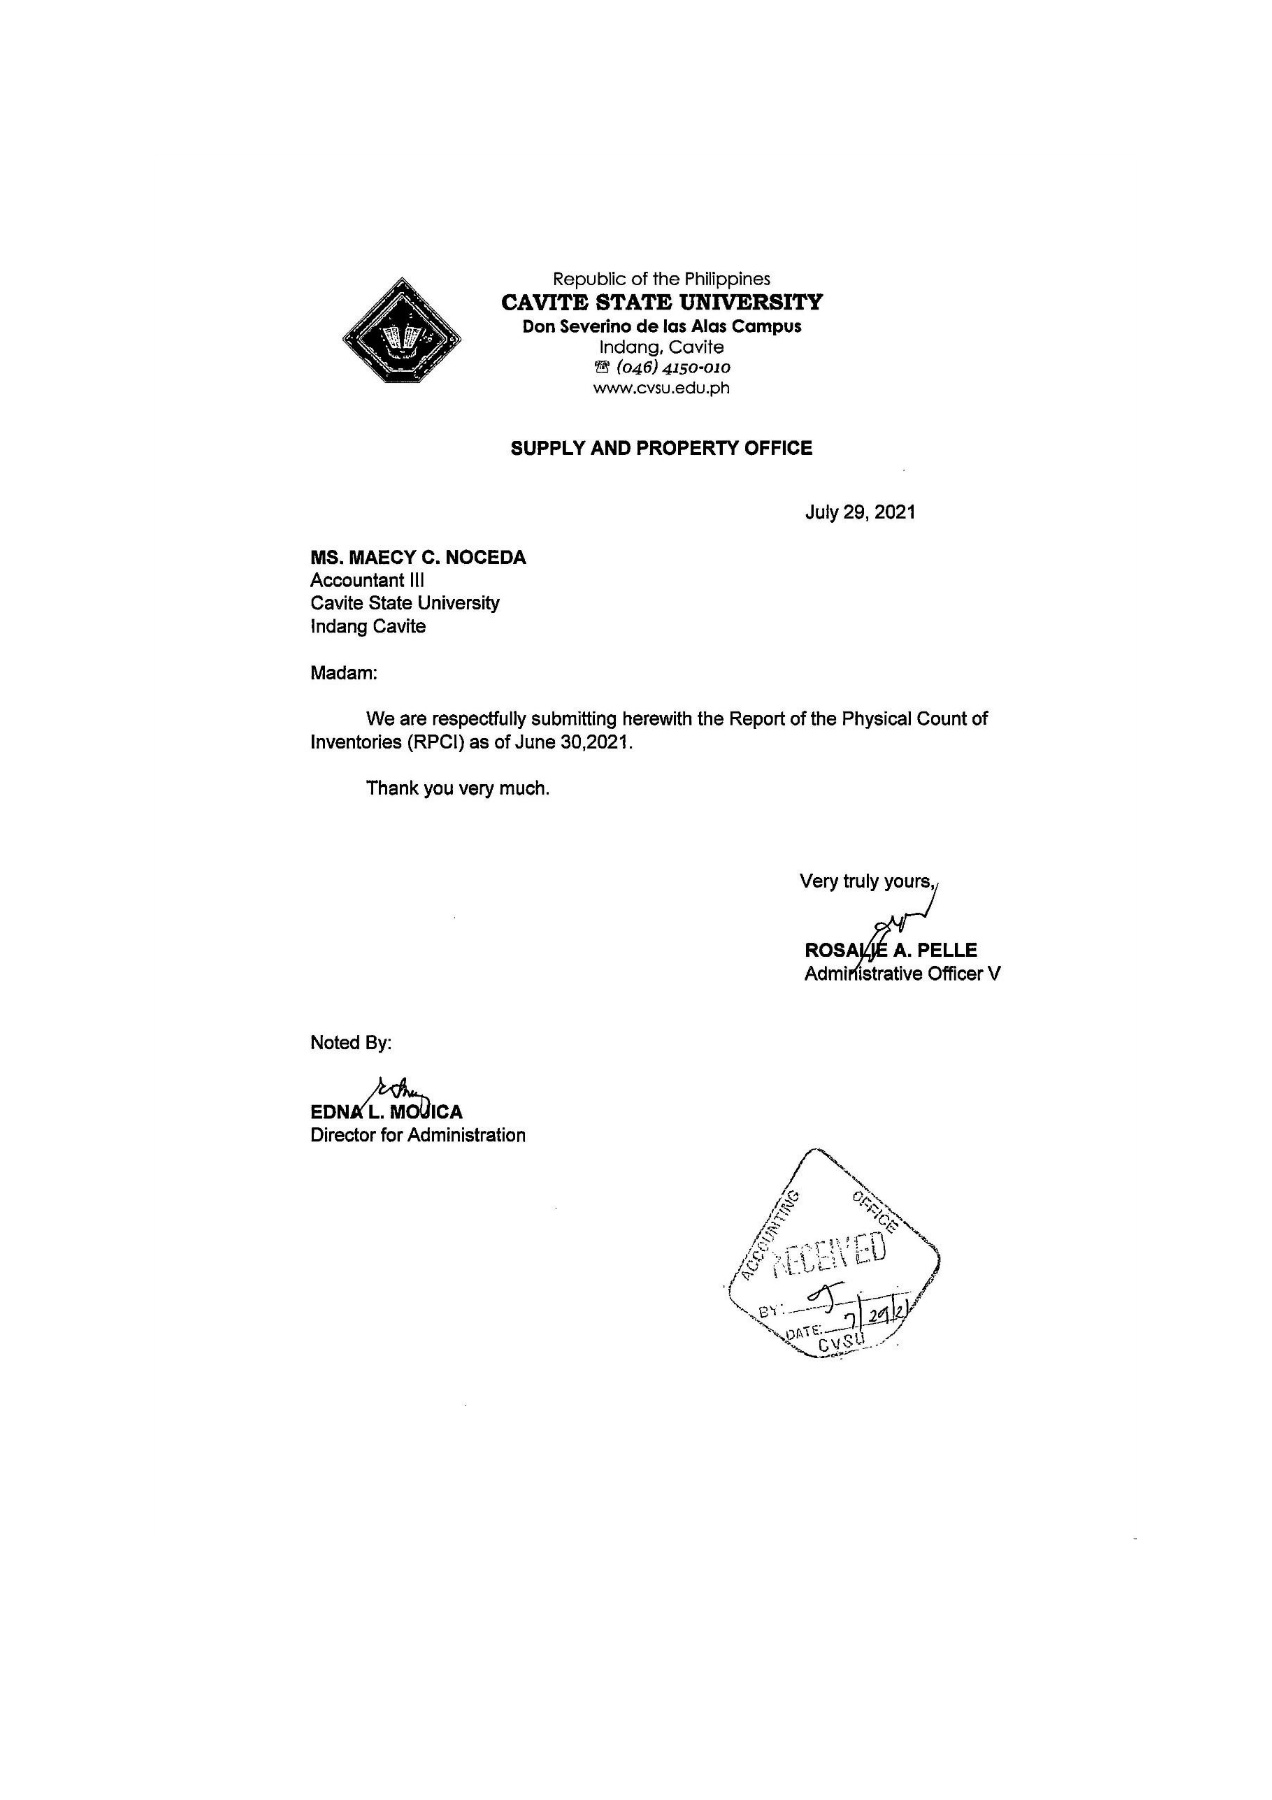 Republic of the Philippines
CAVITE STATE UNIVERSITY
Don Severino de las Alas Campus
Indang, Cavite
☎ (046) 4150-010
www.cvsu.edu.ph
SUPPLY AND PROPERTY OFFICE
July 29, 2021
MS. MAECY C. NOCEDA
Accountant III
Cavite State University
Indang Cavite
Madam:
We are respectfully submitting herewith the Report of the Physical Count of
Inventories (RPCI) as of June 30,2021.
Thank you very much.
Very truly yours,
ROSALIE A. PELLE
Administrative Officer V
Noted By:
EDNA L. MOJICA
Director for Administration
ACCOUNTING OFFICE
RECEIVED
BY:
DATE: 7/29/21
CVSU